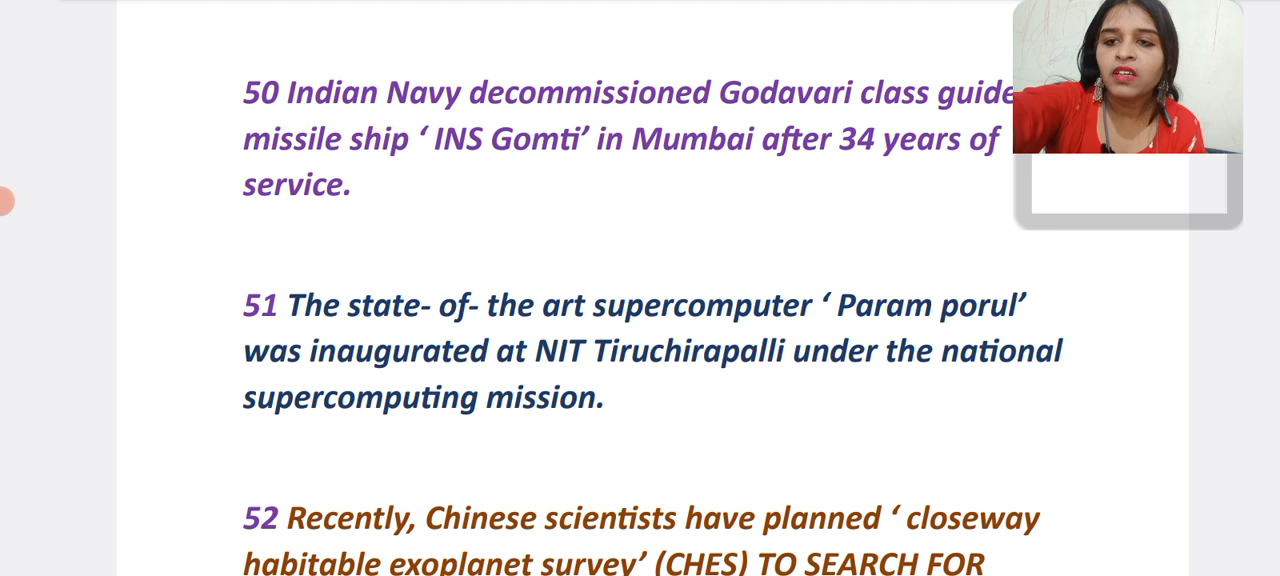 50 Indian Navy decommissioned Godavari class guide
missile ship ‘ INS Gomti’ in Mumbai after 34 years of
service.
51 The state- of- the art supercomputer ‘ Param porul’
was inaugurated at NIT Tiruchirapalli under the national
supercomputing mission.
52 Recently, Chinese scientists have planned ‘ closeway
habitable exoplanet survey’ (CHES) TO SEARCH FOR